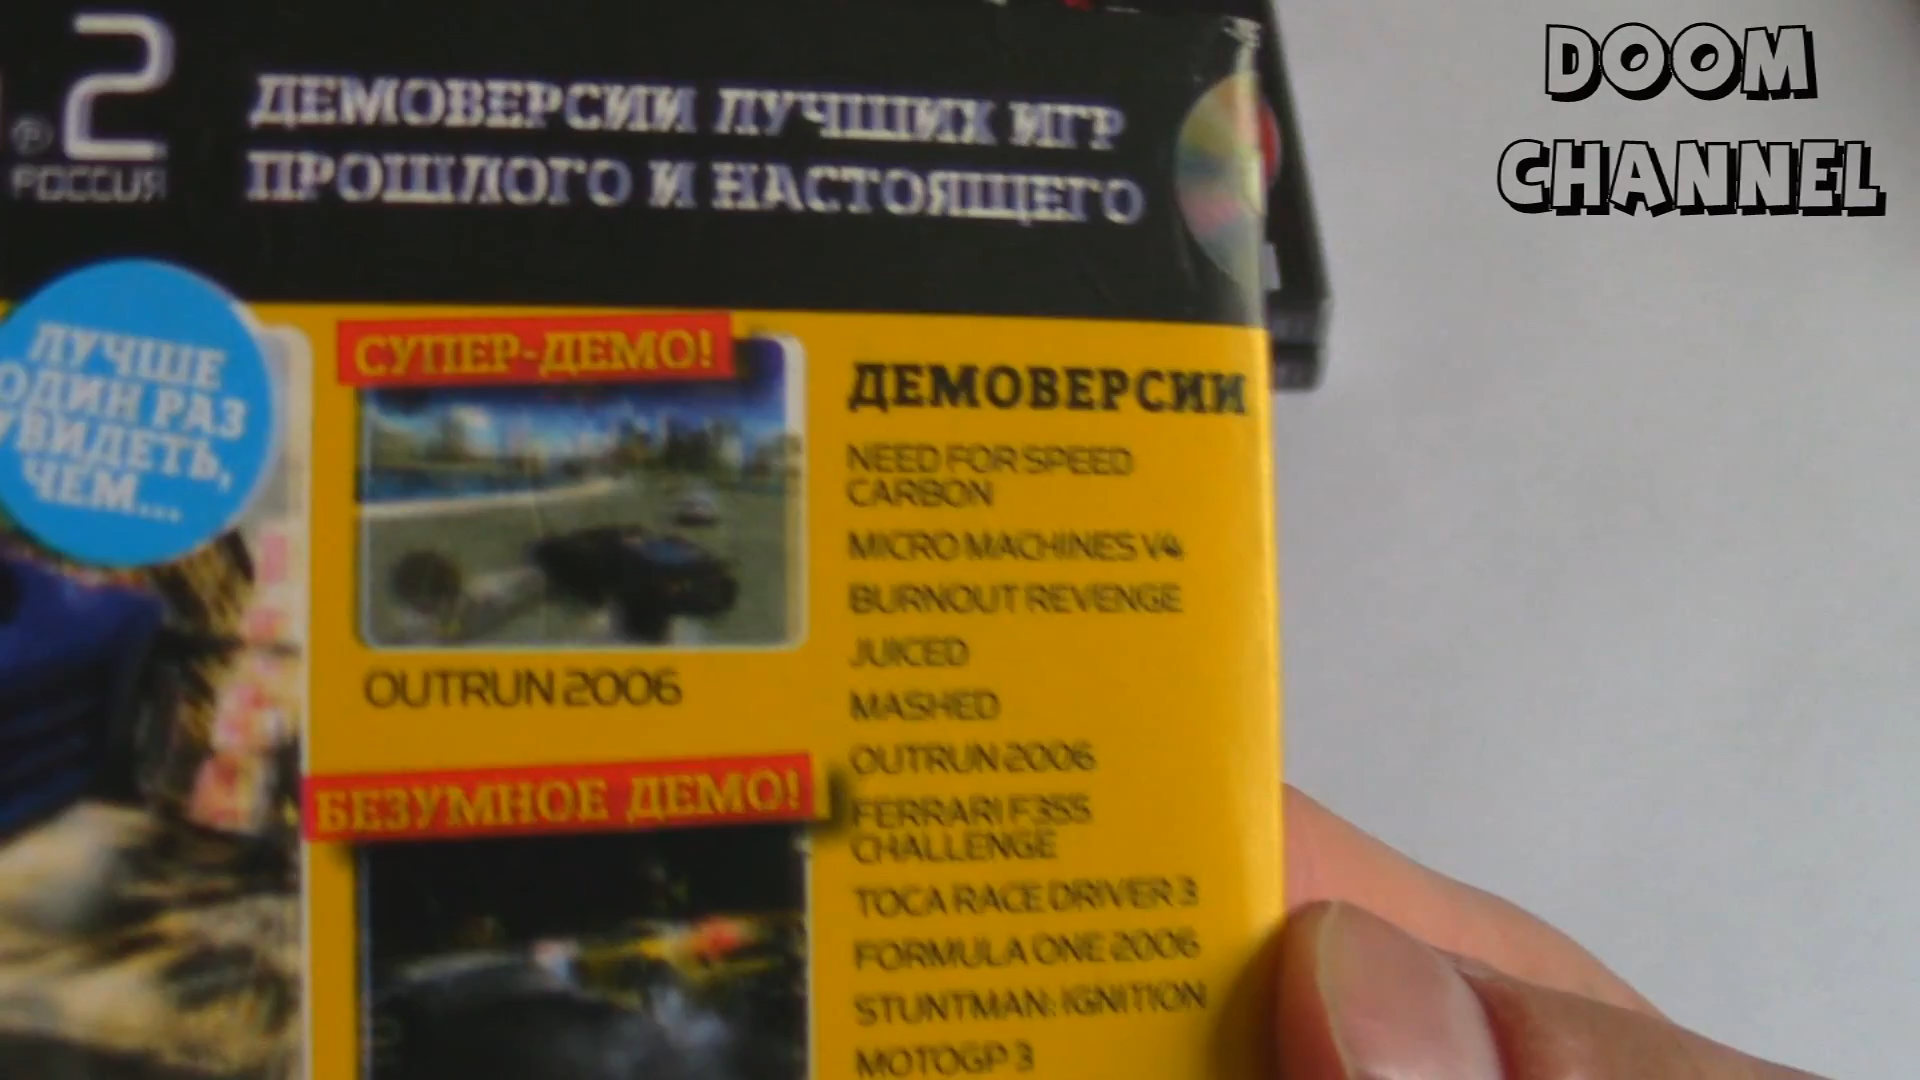 DOOM
CHANNEL
2
РОССИЯ
ДЕМОВЕРСИИ ЛУЧШИХ ИГР
ПРОШЛОГО И НАСТОЯЩЕГО
ЛУЧШЕ
ОДИН РАЗ
УВИДЕТЬ,
ЧЕМ...
СУПЕР-ДЕМО!
OUTRUN 2006
БЕЗУМНОЕ ДЕМО!
ДЕМОВЕРСИИ
NEED FOR SPEED
CARBON
MICRO MACHINES V4
BURNOUT REVENGE
JUICED
MASHED
OUTRUN 2006
FERRARI F355
CHALLENGE
TOCA RACE DRIVER 3
FORMULA ONE 2006
STUNTMAN: IGNITION
MOTOGP 3